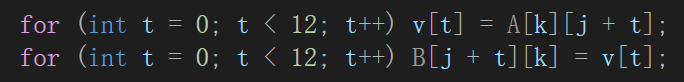 for (int t = 0; t < 12; t++) v[t] = A[k][j + t];
for (int t = 0; t < 12; t++) B[j + t][k] = v[t];